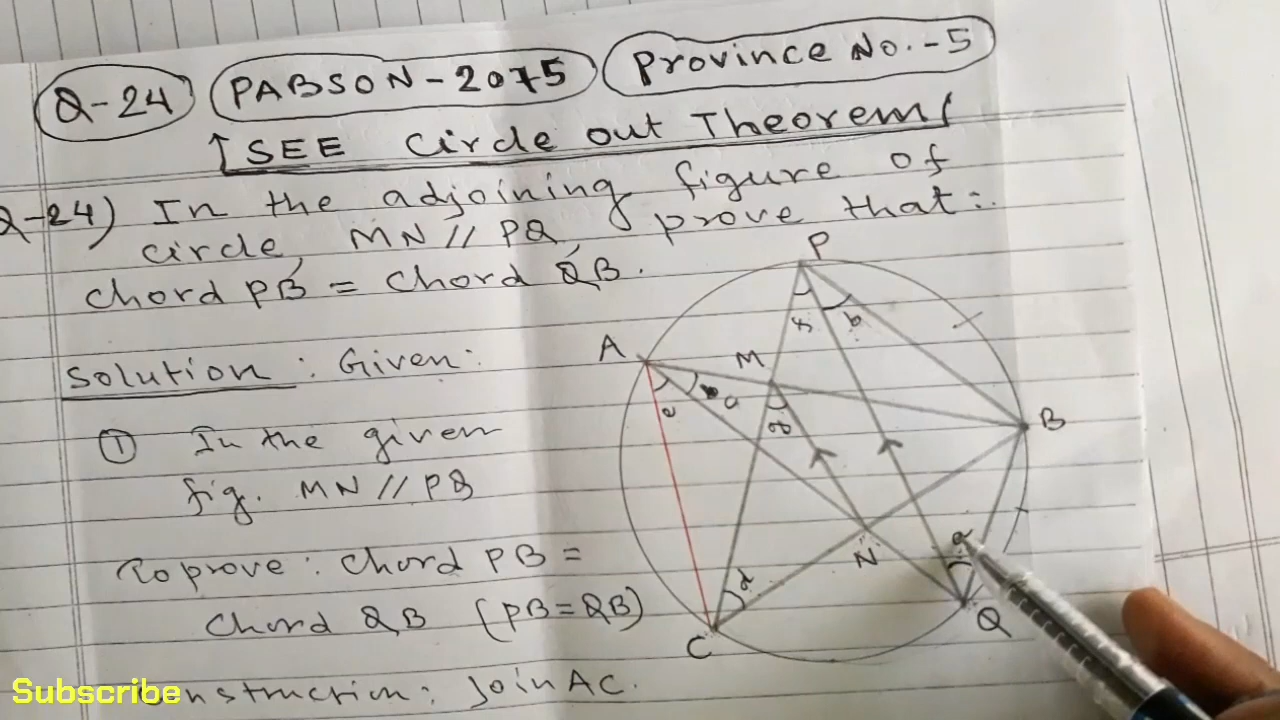 Q-24 PABSON-2075 Province No.-5
SEE Circle out Theorem
Q-24) In the adjoining figure of
circle, MN // PQ, prove that:
chord PB = chord QB.
Solution: Given:
① In the given
fig. MN // PQ
To prove: Chord PB =
Chord QB (PB=QB)
Construction: Join AC.
P
A
M
B
N
Q
C
b
a
d
Subscribe